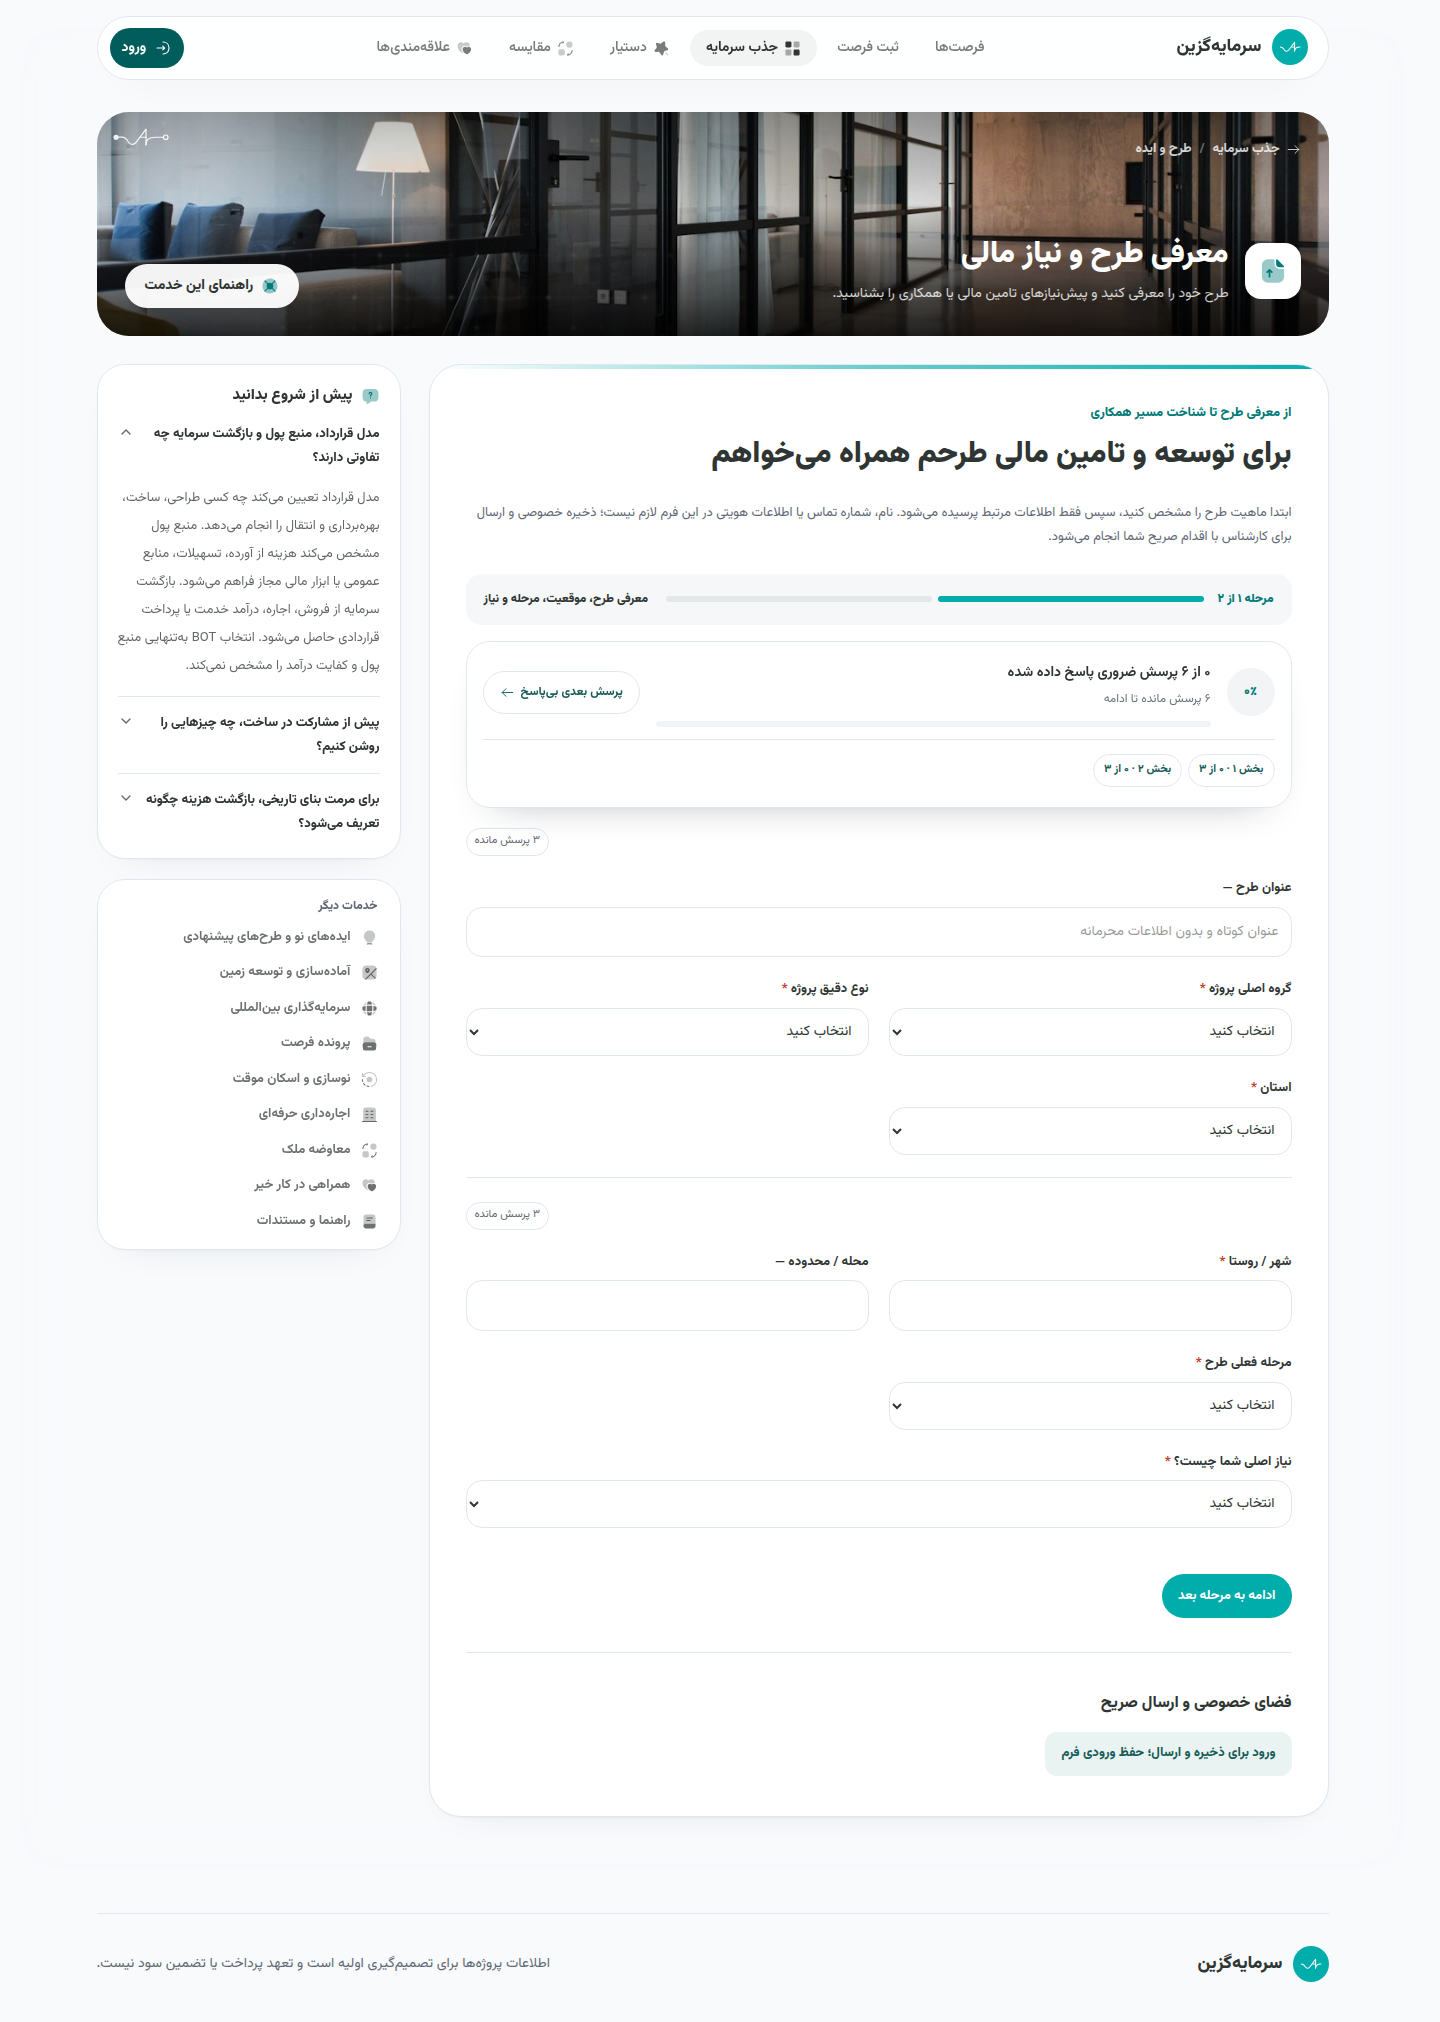 سرمایه‌گزین
فرصت‌ها
ثبت فرصت
جذب سرمایه
دستیار
مقایسه
علاقه‌مندی‌ها
ورود
جذب سرمایه / طرح و ایده
معرفی طرح و نیاز مالی
طرح خود را معرفی کنید و پیش‌نیازهای تامین مالی یا همکاری را بشناسید.
راهنمای این خدمت
از معرفی طرح تا شناخت مسیر همکاری
برای توسعه و تامین مالی طرحم همراه می‌خواهم
ابتدا ماهیت طرح را مشخص کنید، سپس فقط اطلاعات مرتبط پرسیده می‌شود. نام، شماره تماس یا اطلاعات هویتی در این فرم لازم نیست؛ ذخیره خصوصی و ارسال
برای کارشناس با اقدام صریح شما انجام می‌شود.
مرحله ۱ از ۲
معرفی طرح، موقعیت، مرحله و نیاز
۰٪
۰ از ۶ پرسش ضروری پاسخ داده شده
۶ پرسش مانده تا ادامه
پرسش بعدی بی‌پاسخ
بخش ۱ · ۰ از ۳
بخش ۲ · ۰ از ۳
۳ پرسش مانده
عنوان طرح —
عنوان کوتاه و بدون اطلاعات محرمانه
گروه اصلی پروژه *
نوع دقیق پروژه *
انتخاب کنید
انتخاب کنید
استان *
انتخاب کنید
۳ پرسش مانده
شهر / روستا *
محله / محدوده —
مرحله فعلی طرح *
انتخاب کنید
نیاز اصلی شما چیست؟ *
انتخاب کنید
ادامه به مرحله بعد
فضای خصوصی و ارسال صریح
ورود برای ذخیره و ارسال؛ حفظ ورودی فرم
پیش از شروع بدانید
مدل قرارداد، منبع پول و بازگشت سرمایه چه
تفاوتی دارند؟
مدل قرارداد تعیین می‌کند چه کسی طراحی، ساخت،
بهره‌برداری و انتقال را انجام می‌دهد. منبع پول
مشخص می‌کند هزینه از آورده، تسهیلات، منابع
عمومی یا ابزار مالی مجاز فراهم می‌شود. بازگشت
سرمایه از فروش، اجاره، درآمد خدمت یا پرداخت
قراردادی حاصل می‌شود. انتخاب BOT به‌تنهایی منبع
پول و کفایت درآمد را مشخص نمی‌کند.
پیش از مشارکت در ساخت، چه چیزهایی را
روشن کنیم؟
برای مرمت بنای تاریخی، بازگشت هزینه چگونه
تعریف می‌شود؟
خدمات دیگر
ایده‌های نو و طرح‌های پیشنهادی
آماده‌سازی و توسعه زمین
سرمایه‌گذاری بین‌المللی
پرونده فرصت
نوسازی و اسکان موقت
اجاره‌داری حرفه‌ای
معاوضه ملک
همراهی در کار خیر
راهنما و مستندات
سرمایه‌گزین
اطلاعات پروژه‌ها برای تصمیم‌گیری اولیه است و تعهد پرداخت یا تضمین سود نیست.